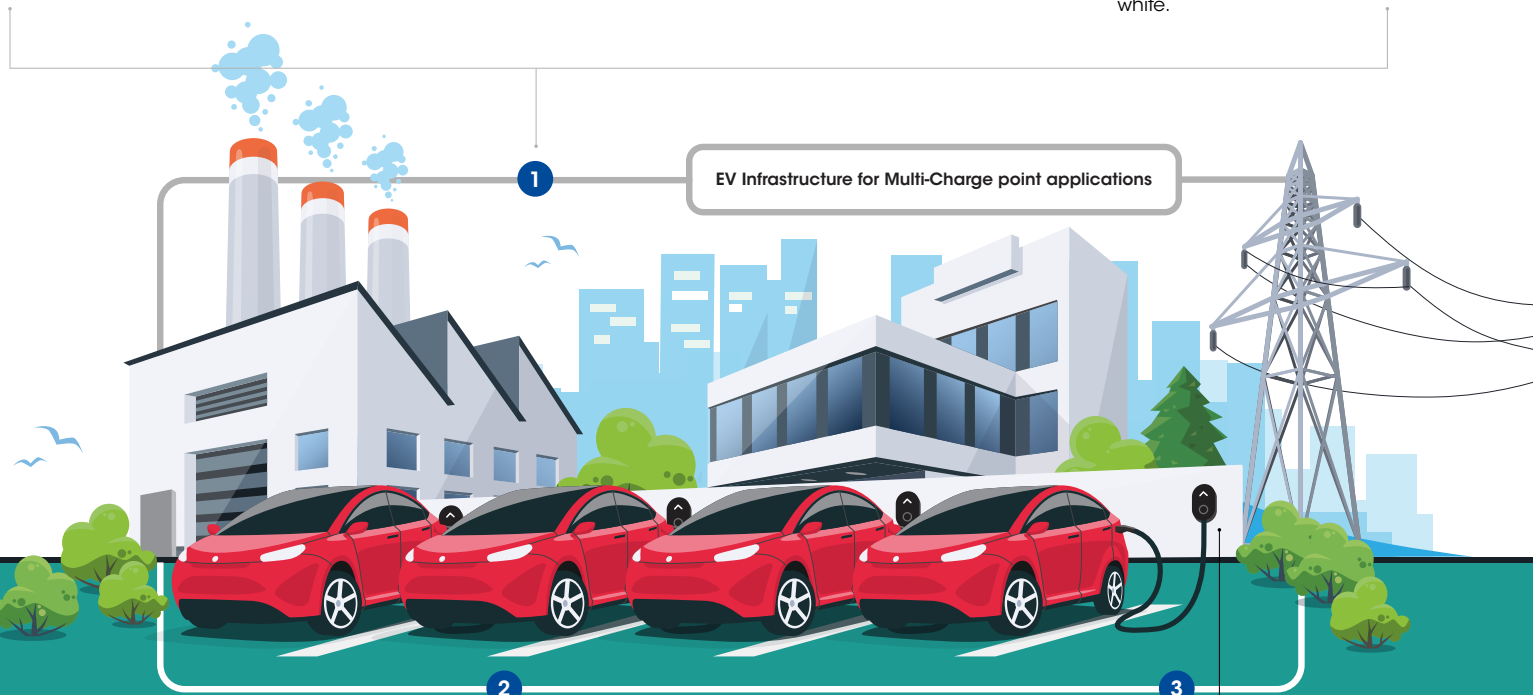 white.
1
EV Infrastructure for Multi-Charge point applications
2
3